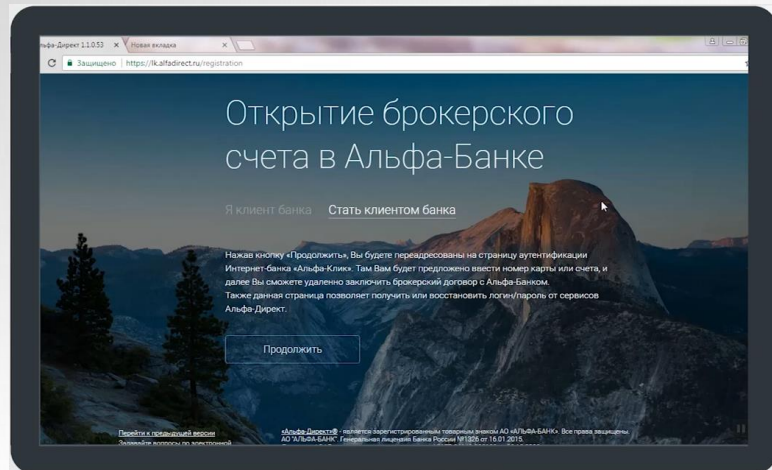 льфа-Директ 1.1.0.53
Новая вкладка
Защищено | https://lk.alfadirect.ru/registration
Открытие брокерского
счета в Альфа-Банке
Я клиент банка Стать клиентом банка
Нажав кнопку «Продолжить», Вы будете переадресованы на страницу аутентификации
Интернет-банка «Альфа-Клик». Там Вам будет предложено ввести номер карты или счета, и
далее Вы сможете удаленно заключить брокерский договор с Альфа-Банком.
Также данная страница позволяет получить или восстановить логин/пароль от сервисов
Альфа-Директ.
Продолжить
Перейти к предыдущей версии
Задавайте вопросы по электронной
«Альфа-Директ®» - является зарегистрированным товарным знаком АО «АЛЬФА-БАНК». Все права защищены.
АО "АЛЬФА-БАНК". Генеральная лицензия Банка России №1326 от 16.01.2015.